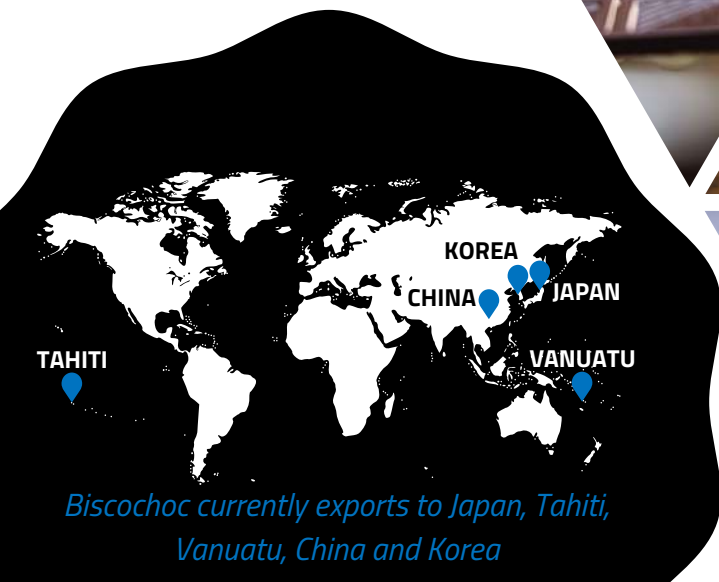 KOREA
CHINA
JAPAN
TAHITI
VANUATU
Biscochoc currently exports to Japan, Tahiti,
Vanuatu, China and Korea